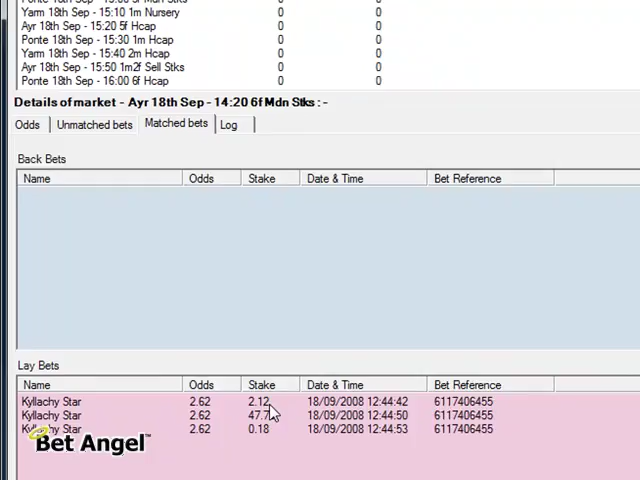 Yarm 18th Sep - 15:10 1m Nursery 0 0
Ayr 18th Sep - 15:20 5f Hcap 0 0
Ponte 18th Sep - 15:30 1m Hcap 0 0
Yarm 18th Sep - 15:40 2m Hcap 0 0
Ayr 18th Sep - 15:50 1m2f Sell Stks 0 0
Ponte 18th Sep - 16:00 6f Hcap 0 0
Details of market - Ayr 18th Sep - 14:20 6f Mdn Stks : -
Odds Unmatched bets Matched bets Log
Back Bets
Name Odds Stake Date & Time Bet Reference
Lay Bets
Name Odds Stake Date & Time Bet Reference
Kyllachy Star 2.62 2.12 18/09/2008 12:44:42 6117406455
Kyllachy Star 2.62 47.7 18/09/2008 12:44:50 6117406455
Kyllachy Star 2.62 0.18 18/09/2008 12:44:53 6117406455
Bet Angel™